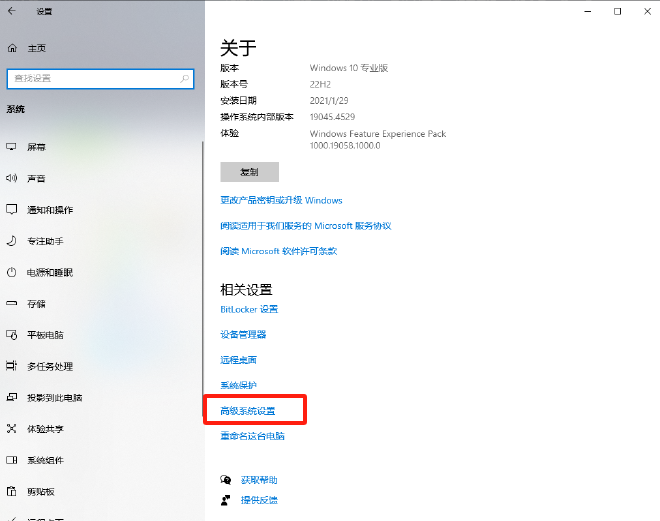 设置
主页
查找设置
系统
屏幕
声音
通知和操作
专注助手
电源和睡眠
存储
平板电脑
多任务处理
投影到此电脑
体验共享
系统组件
剪贴板
关于
版本 Windows 10 专业版
版本号 22H2
安装日期 2021/1/29
操作系统内部版本 19045.4529
体验 Windows Feature Experience Pack
1000.19058.1000.0
复制
更改产品密钥或升级 Windows
阅读适用于我们服务的 Microsoft 服务协议
阅读 Microsoft 软件许可条款
相关设置
BitLocker 设置
设备管理器
远程桌面
系统保护
高级系统设置
重命名这台电脑
获取帮助
提供反馈